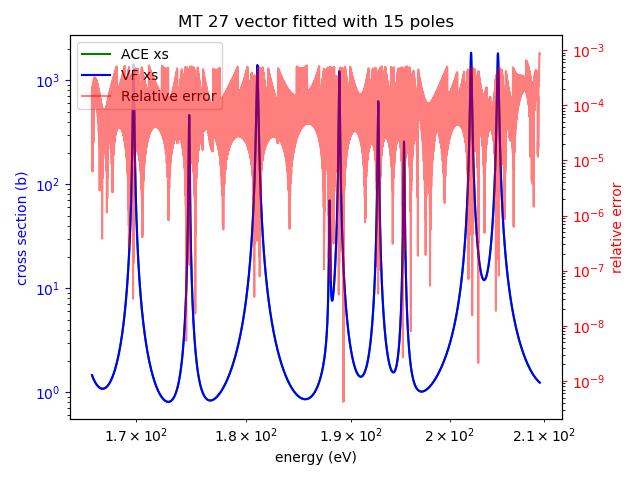 MT 27 vector fitted with 15 poles
ACE xs
VF xs
Relative error
cross section (b)
10³
10²
10¹
10⁰
relative error
10⁻³
10⁻⁴
10⁻⁵
10⁻⁶
10⁻⁷
10⁻⁸
10⁻⁹
1.7 × 10² 1.8 × 10² 1.9 × 10² 2 × 10² 2.1 × 10²
energy (eV)